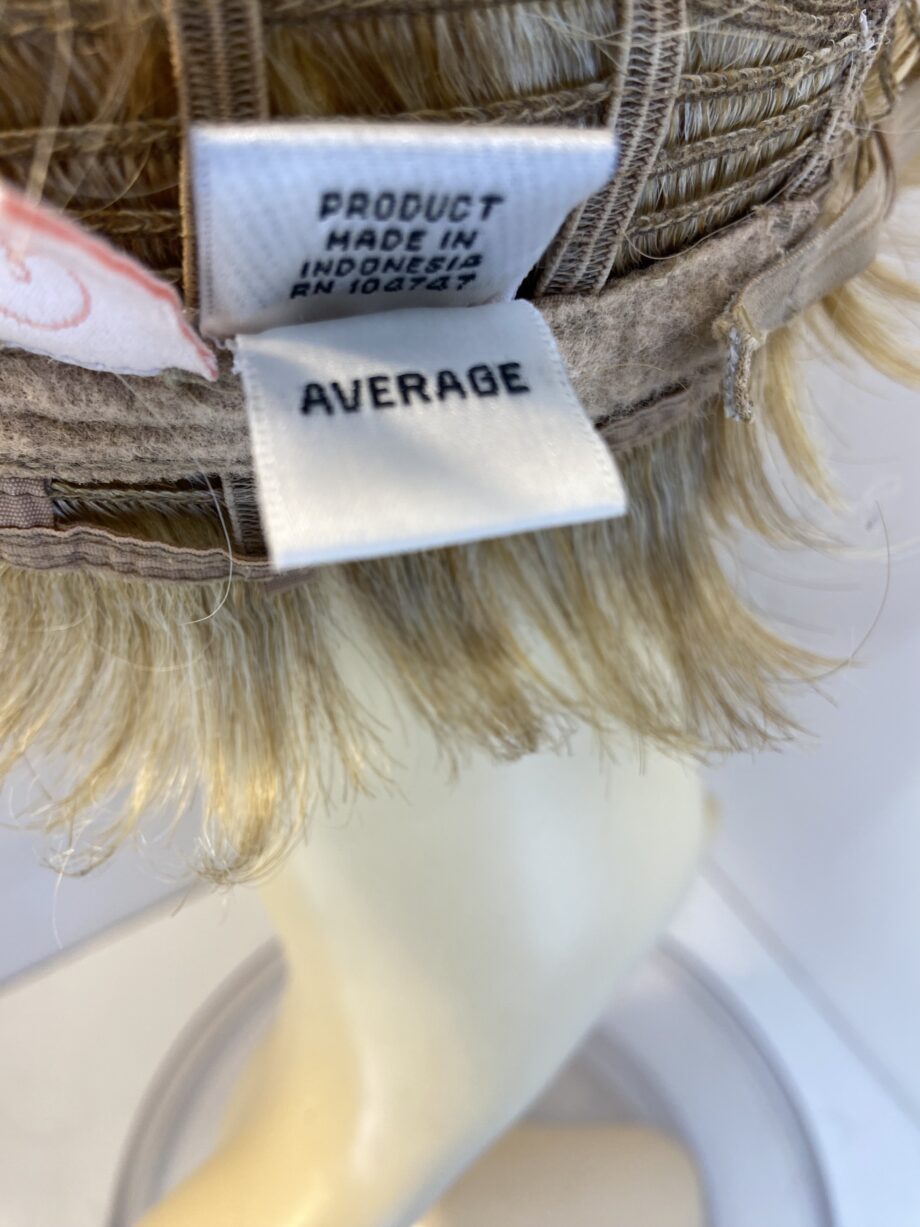 PRODUCT
MADE IN
INDONESIA
RN 104747
AVERAGE